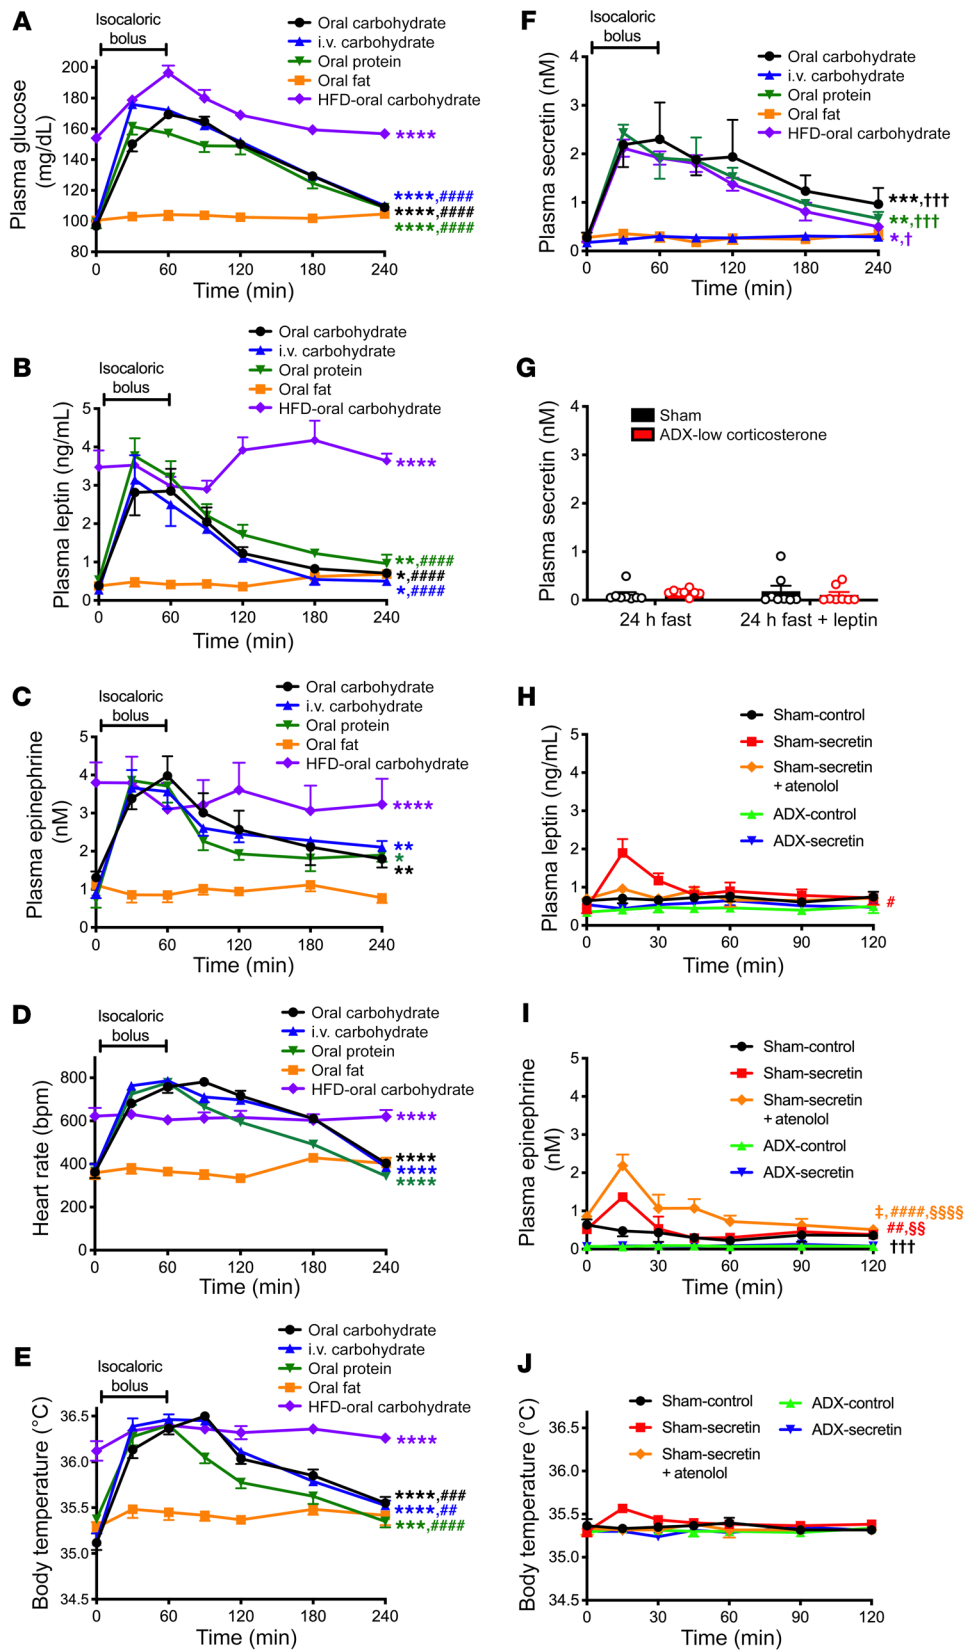 A
Isocaloric
bolus
Oral carbohydrate
i.v. carbohydrate
Oral protein
Oral fat
HFD-oral carbohydrate
Plasma glucose
(mg/dL)
200
180
160
140
120
100
80
****
****,####
****,####
****,####
0 60 120 180 240
Time (min)
B
Isocaloric
bolus
Oral carbohydrate
i.v. carbohydrate
Oral protein
Oral fat
HFD-oral carbohydrate
Plasma leptin (ng/mL)
5
4
3
2
1
0
****
**,####
*,####
*,####
0 60 120 180 240
Time (min)
C
Isocaloric
bolus
Oral carbohydrate
i.v. carbohydrate
Oral protein
Oral fat
HFD-oral carbohydrate
Plasma epinephrine
(nM)
5
4
3
2
1
0
****
**
*
**
0 60 120 180 240
Time (min)
D
Isocaloric
bolus
Oral carbohydrate
i.v. carbohydrate
Oral protein
Oral fat
HFD-oral carbohydrate
Heart rate (bpm)
800
600
400
200
0
****
****
****
****
0 60 120 180 240
Time (min)
E
Isocaloric
bolus
Oral carbohydrate
i.v. carbohydrate
Oral protein
Oral fat
HFD-oral carbohydrate
Body temperature (°C)
36.5
36.0
35.5
35.0
34.5
****
****,###
****,##
***,####
0 60 120 180 240
Time (min)
F
Isocaloric
bolus
Oral carbohydrate
i.v. carbohydrate
Oral protein
Oral fat
HFD-oral carbohydrate
Plasma secretin (nM)
4
3
2
1
0
***,†††
**,†††
*,†
0 60 120 180 240
Time (min)
G
Sham
ADX-low corticosterone
Plasma secretin (nM)
4
3
2
1
0
24 h fast 24 h fast + leptin
H
Sham-control
Sham-secretin
Sham-secretin
+ atenolol
ADX-control
ADX-secretin
Plasma leptin (ng/mL)
5
4
3
2
1
0
#
0 30 60 90 120
Time (min)
I
Sham-control
Sham-secretin
Sham-secretin
+ atenolol
ADX-control
ADX-secretin
Plasma epinephrine
(nM)
5
4
3
2
1
0
‡,####,§§§§
##,§§
†††
0 30 60 90 120
Time (min)
J
Sham-control
Sham-secretin
Sham-secretin
+ atenolol
ADX-control
ADX-secretin
Body temperature (°C)
36.5
36.0
35.5
35.0
34.5
0 30 60 90 120
Time (min)